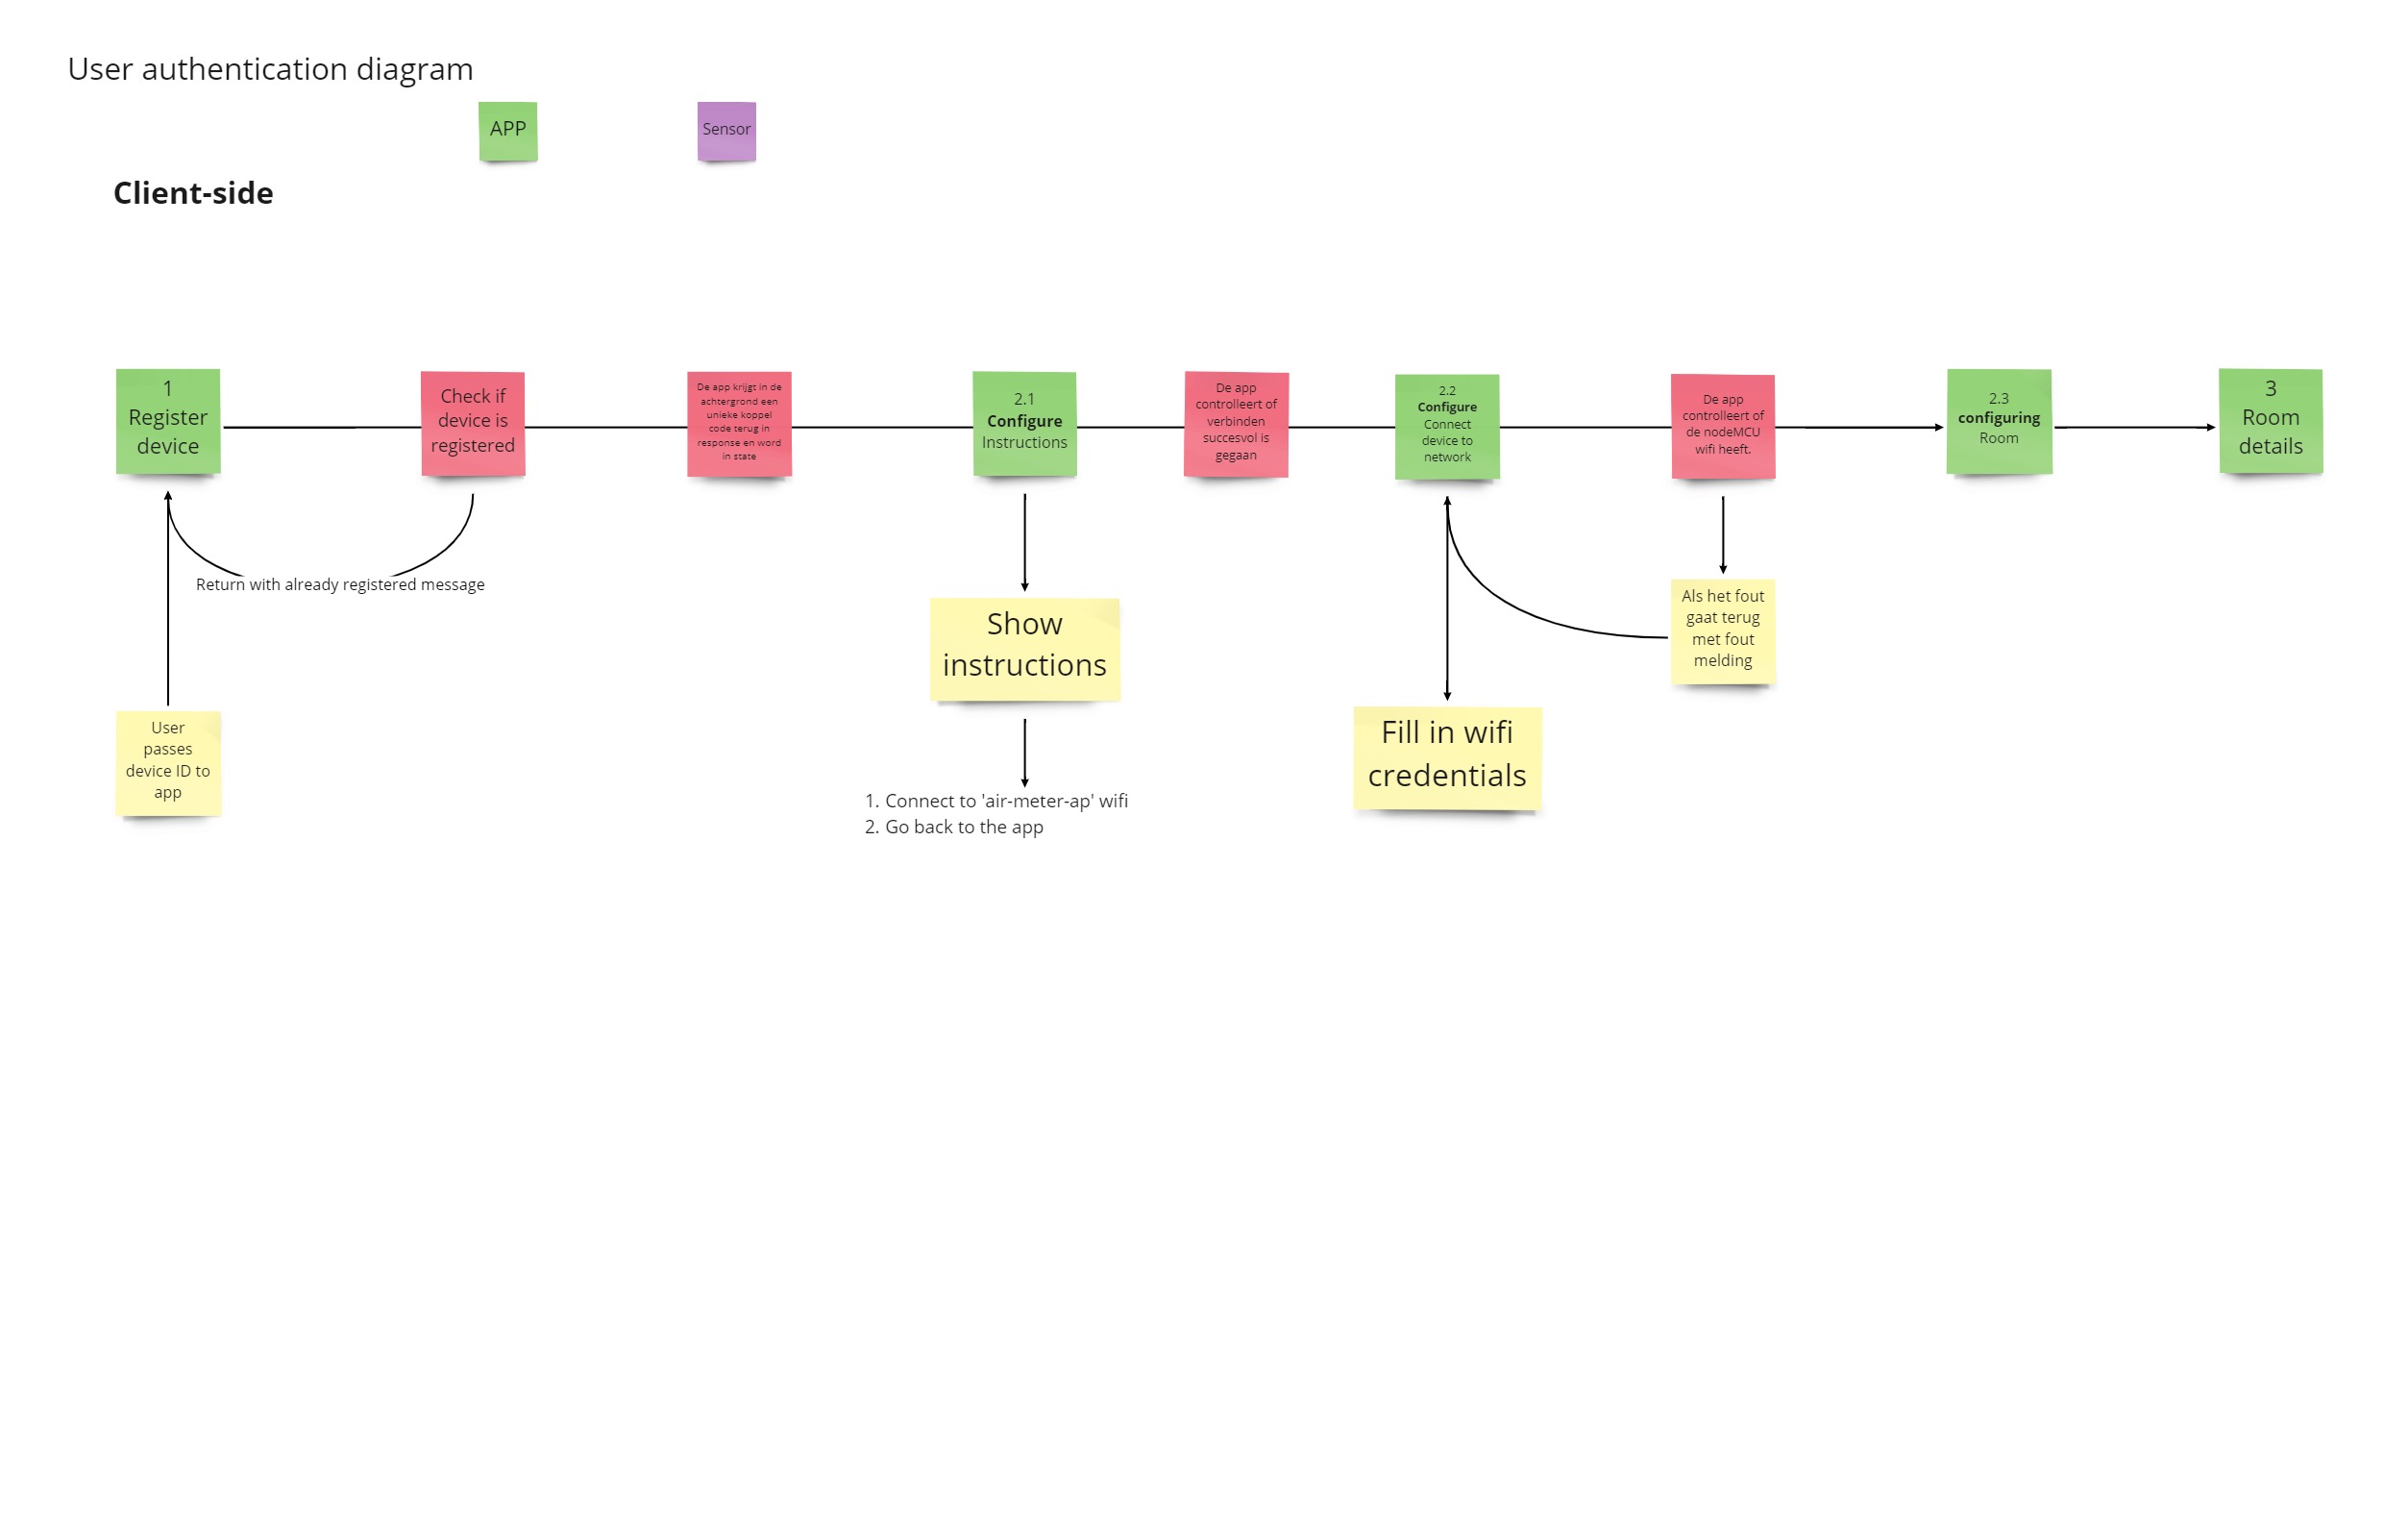 User authentication diagram
APP
Sensor
Client-side
1
Register
device
Check if
device is
registered
De app krijgt in de
achtergrond een
unieke koppel
code terug in
response en word
in state
2.1
Configure
Instructions
De app
controlleert of
verbinden
succesvol is
gegaan
2.2
Configure
Connect
device to
network
De app
controlleert of
de nodeMCU
wifi heeft.
2.3
configuring
Room
3
Room
details
Return with already registered message
User
passes
device ID to
app
Show
instructions
1. Connect to 'air-meter-ap' wifi
2. Go back to the app
Fill in wifi
credentials
Als het fout
gaat terug
met fout
melding